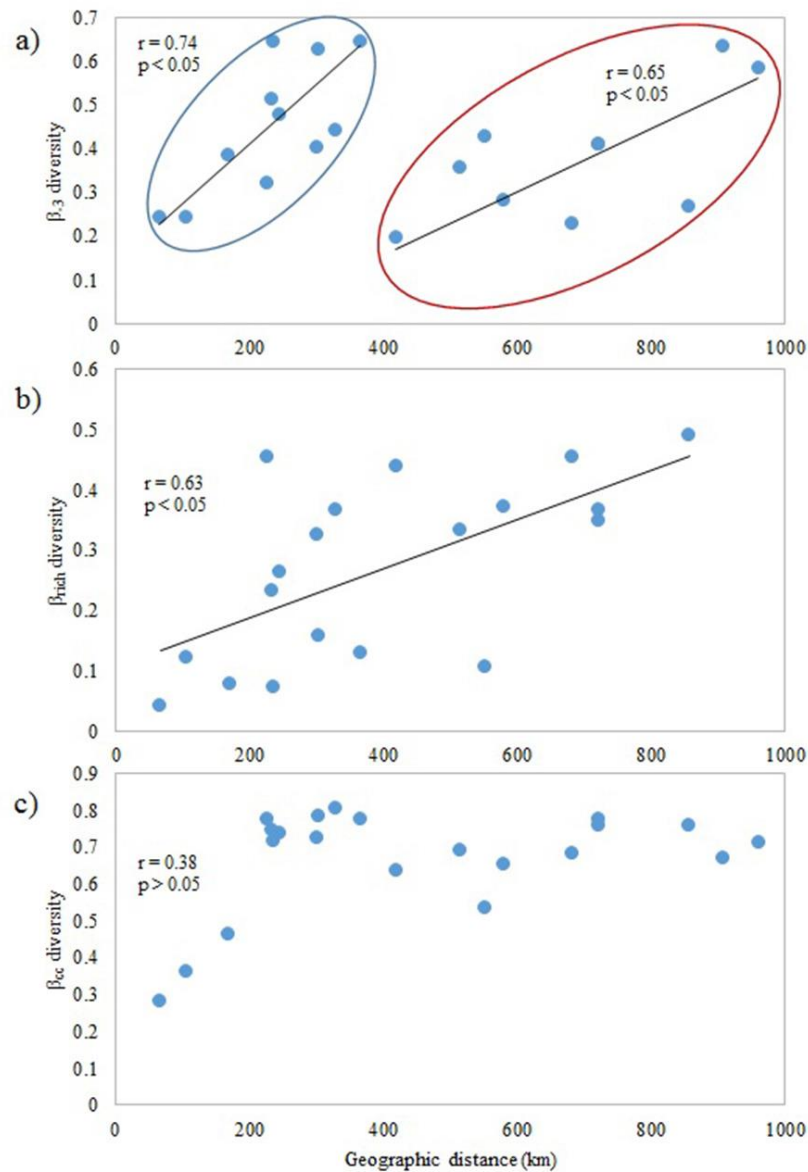 a)
0.7
0.6
0.5
0.4
0.3
0.2
0.1
0
β-3 diversity
r = 0.74
p < 0.05
r = 0.65
p < 0.05
0 200 400 600 800 1000
b)
0.6
0.5
0.4
0.3
0.2
0.1
0
βrich diversity
r = 0.63
p < 0.05
0 200 400 600 800 1000
c)
0.9
0.8
0.7
0.6
0.5
0.4
0.3
0.2
0.1
0
βcc diversity
r = 0.38
p > 0.05
0 200 400 600 800 1000
Geographic distance (km)